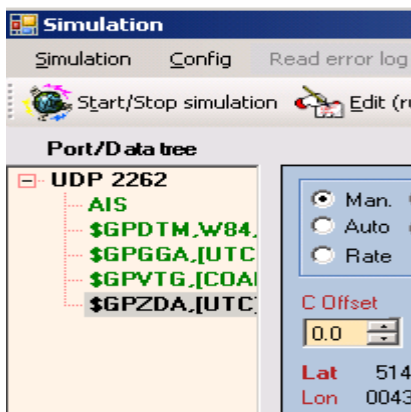 Simulation
Simulation Config Read error log
Start/Stop simulation Edit (r
Port/Data tree
UDP 2262
AIS
$GPDTM,W84,
$GPGGA,[UTC
$GPVTG,[COA
$GPZDA,[UTC]
Man.
Auto
Rate
C Offset
0.0
Lat 514
Lon 0043